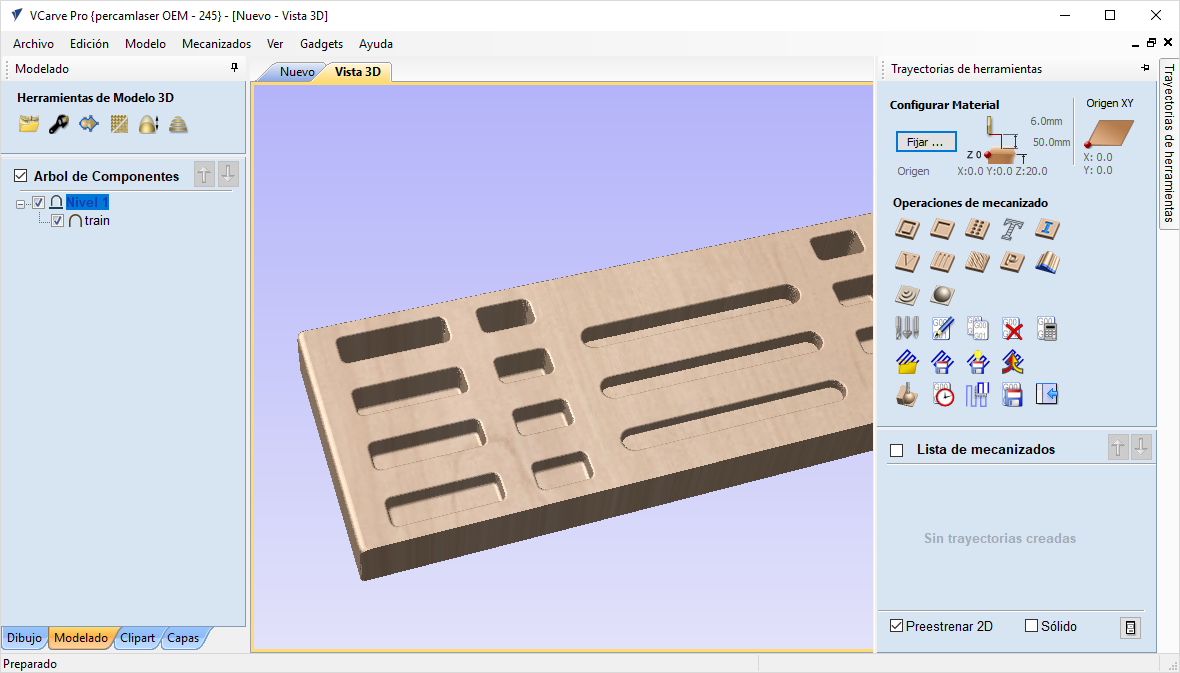 VCarve Pro {percamlaser OEM - 245} - [Nuevo - Vista 3D]
Archivo Edición Modelo Mecanizados Ver Gadgets Ayuda
Modelado
Herramientas de Modelo 3D
Arbol de Componentes
Nivel 1
train
Dibujo Modelado Clipart Capas
Preparado
Nuevo Vista 3D
Trayectorias de herramientas
Configurar Material
Fijar ...
Z 0
6.0mm
50.0mm
Origen X:0.0 Y:0.0 Z:20.0
Origen XY
X: 0.0
Y: 0.0
Operaciones de mecanizado
Lista de mecanizados
Sin trayectorias creadas
Preestrenar 2D Sólido
Trayectorias de herramientas